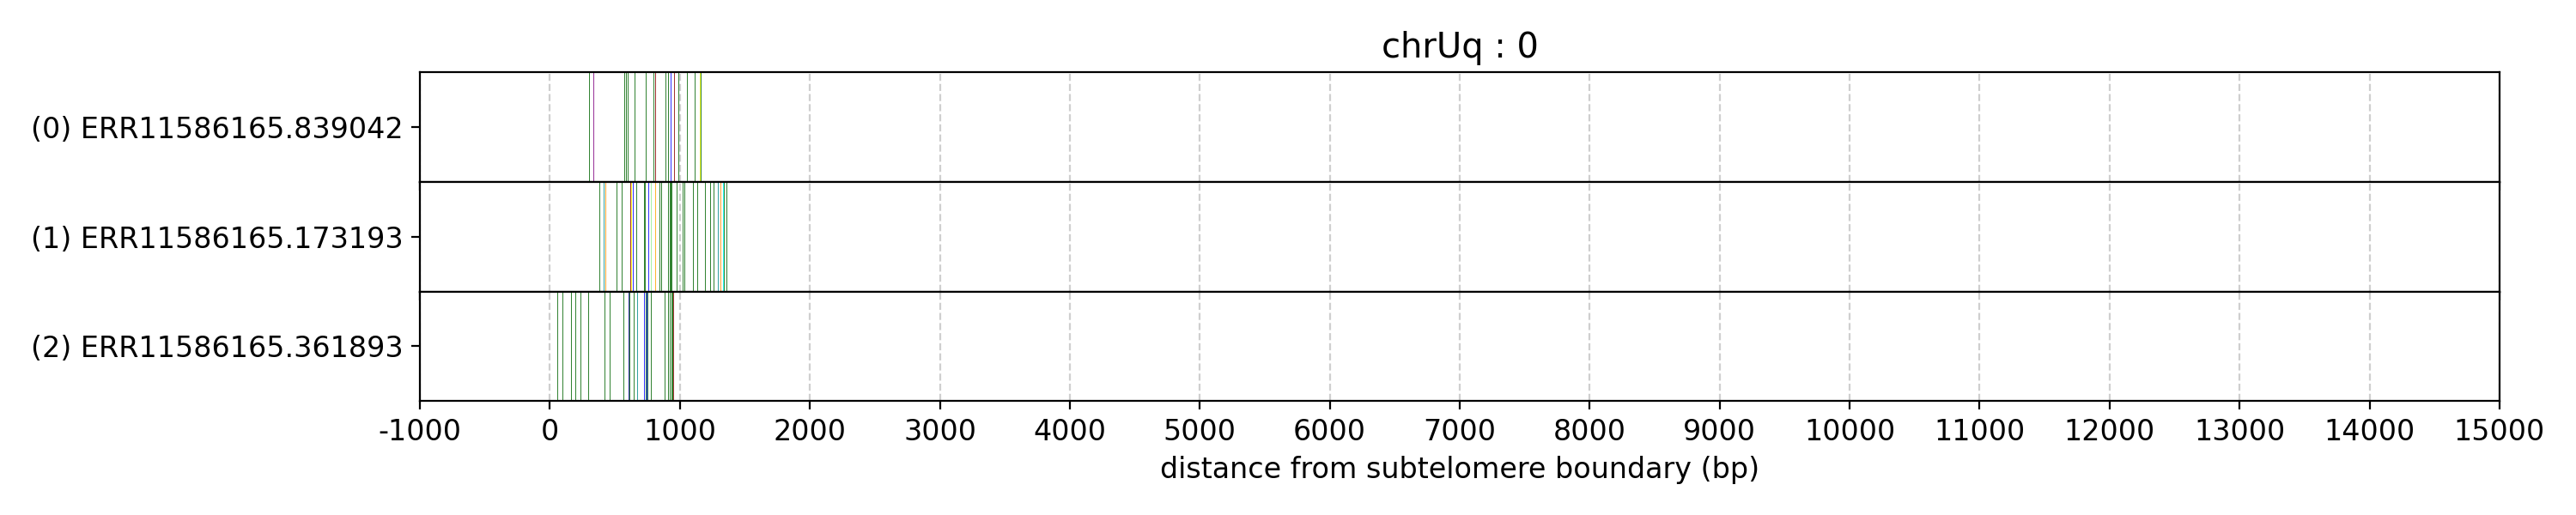 chrUq : 0
(0) ERR11586165.839042
(1) ERR11586165.173193
(2) ERR11586165.361893
-1000 0 1000 2000 3000 4000 5000 6000 7000 8000 9000 10000 11000 12000 13000 14000 15000
distance from subtelomere boundary (bp)